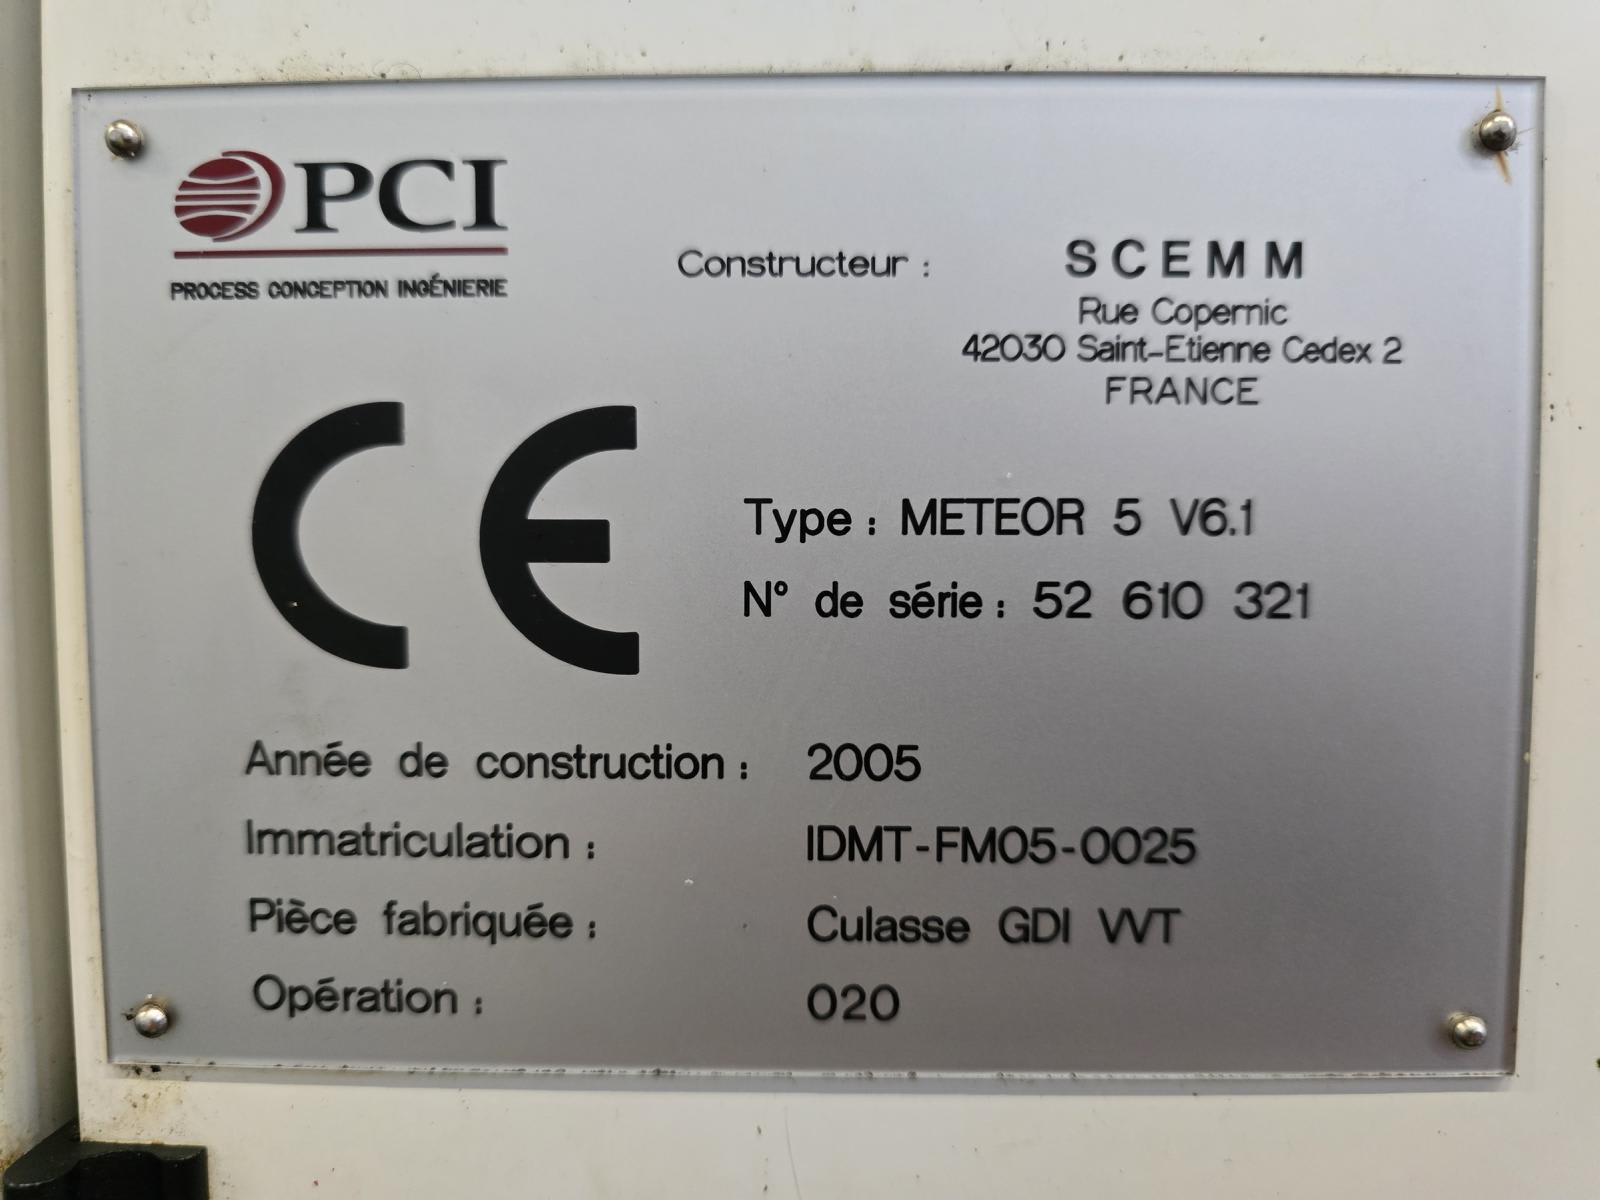 PCI
PROCESS CONCEPTION INGÉNIERIE
Constructeur : SCEMM
Rue Copernic
42030 Saint-Etienne Cedex 2
FRANCE
CE
Type : METEOR 5 V6.1
N° de série : 52 610 321
Année de construction : 2005
Immatriculation : IDMT-FM05-0025
Pièce fabriquée : Culasse GDI VVT
Opération : 020